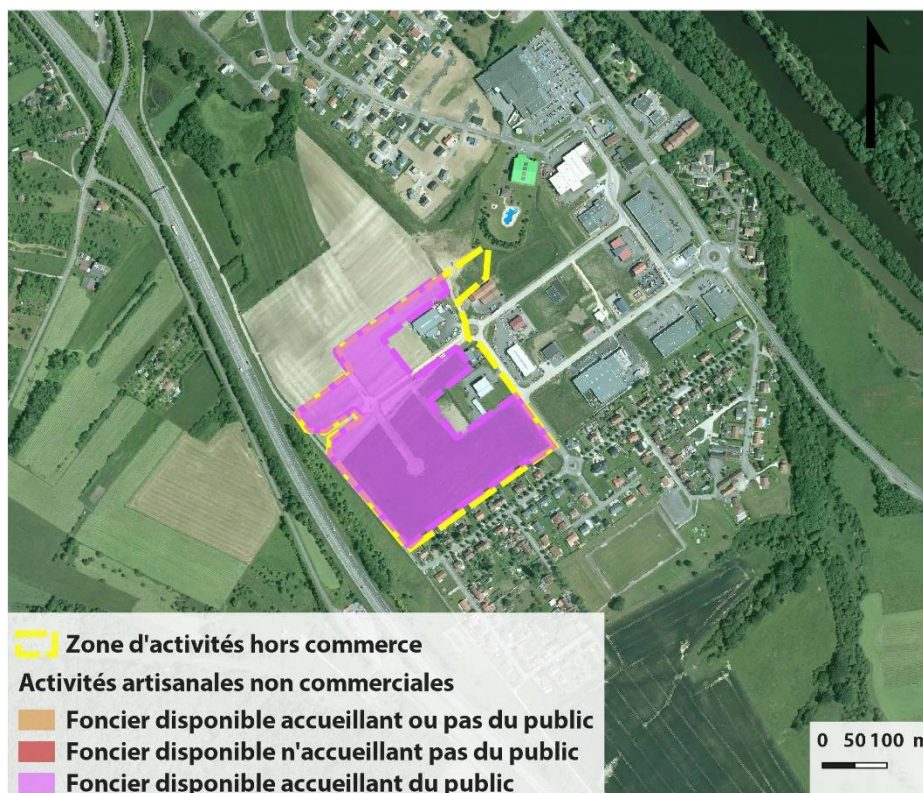 Zone d'activités hors commerce
Activités artisanales non commerciales
Foncier disponible accueillant ou pas du public
Foncier disponible n'accueillant pas du public
Foncier disponible accueillant du public
0 50 100 m